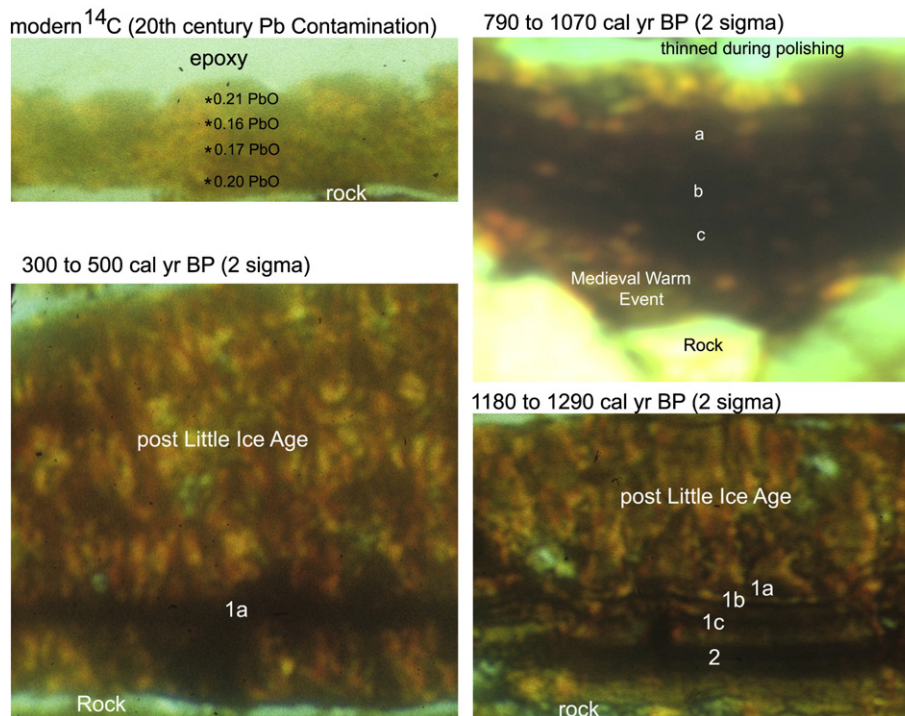 modern ¹⁴C (20th century Pb Contamination)
epoxy
*0.21 PbO
*0.16 PbO
*0.17 PbO
*0.20 PbO
rock
790 to 1070 cal yr BP (2 sigma)
thinned during polishing
a
b
c
Medieval Warm
Event
Rock
300 to 500 cal yr BP (2 sigma)
post Little Ice Age
1a
Rock
1180 to 1290 cal yr BP (2 sigma)
post Little Ice Age
1a
1b
1c
2
rock